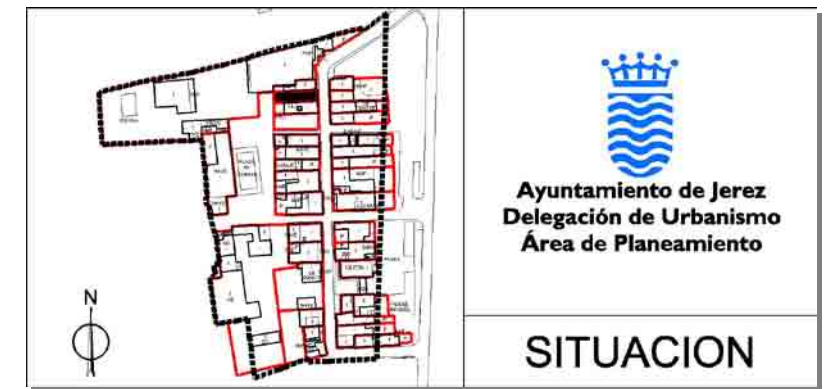 N
Ayuntamiento de Jerez
Delegación de Urbanismo
Área de Planeamiento
SITUACION